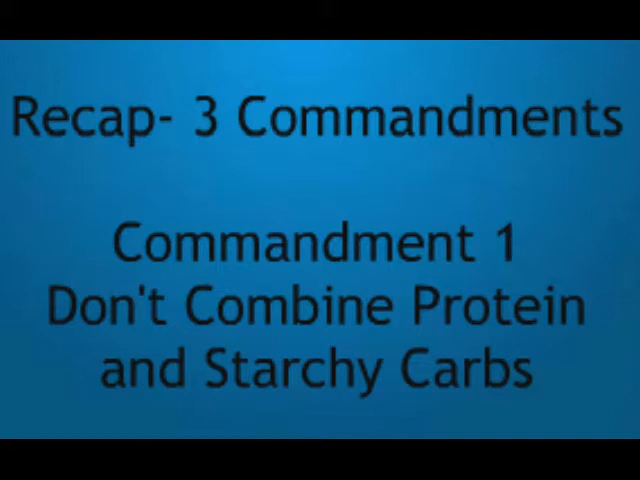 Recap- 3 Commandments
Commandment 1
Don't Combine Protein
and Starchy Carbs